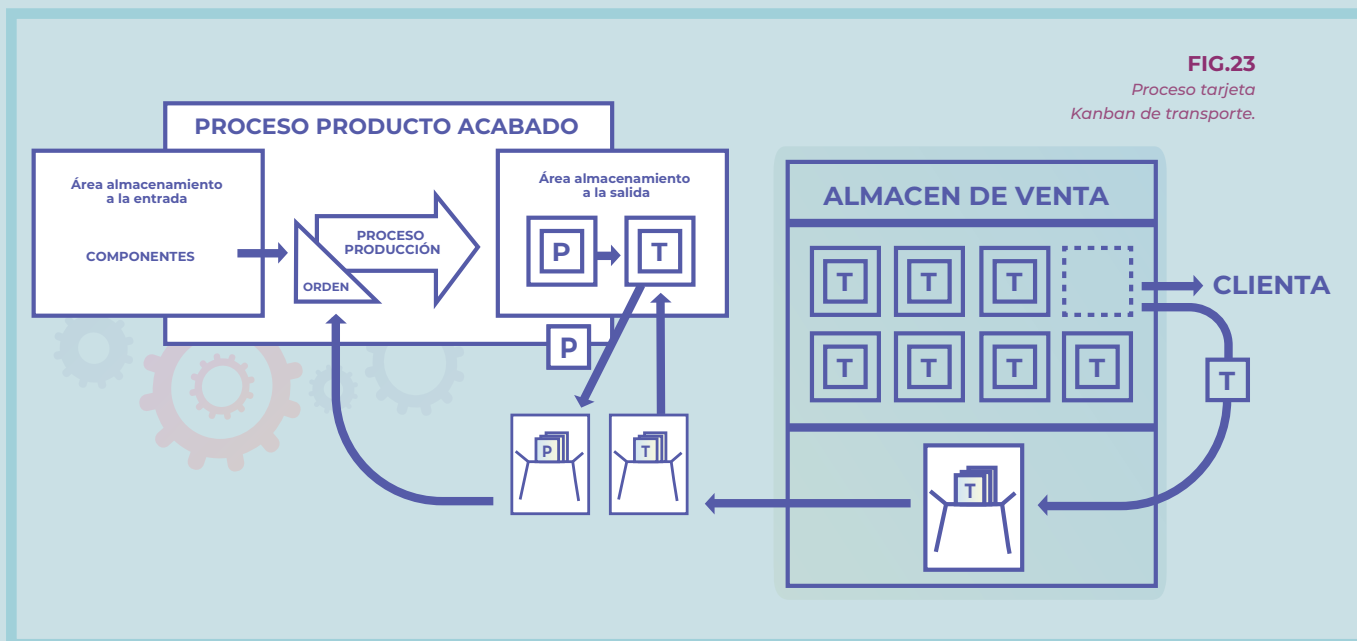 FIG.23
Proceso tarjeta
Kanban de transporte.
PROCESO PRODUCTO ACABADO
Área almacenamiento
a la entrada
COMPONENTES
ORDEN
PROCESO
PRODUCCIÓN
Área almacenamiento
a la salida
P
T
P
P
T
ALMACEN DE VENTA
T
T
T
T
T
T
T
CLIENTA
T
T